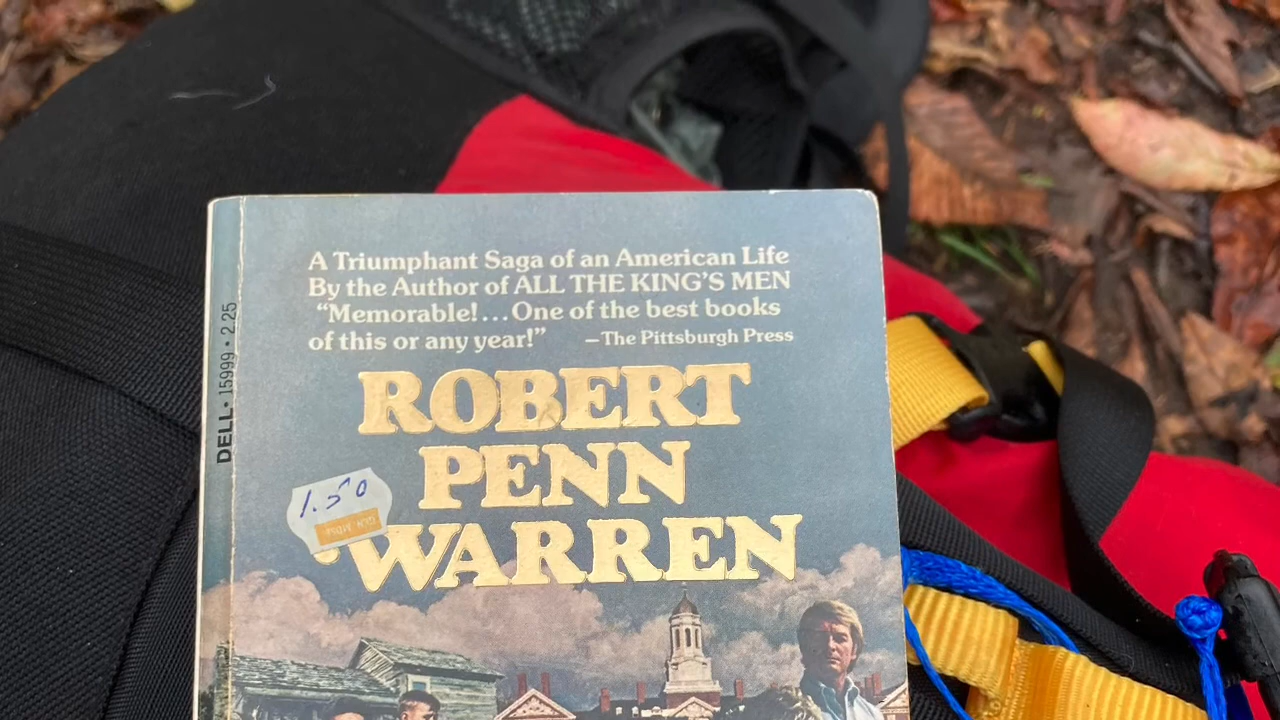 A Triumphant Saga of an American Life
By the Author of ALL THE KING'S MEN
“Memorable!...One of the best books
of this or any year!” —The Pittsburgh Press
ROBERT
PENN
WARREN
1.50
DELL • 15999 • 2.25